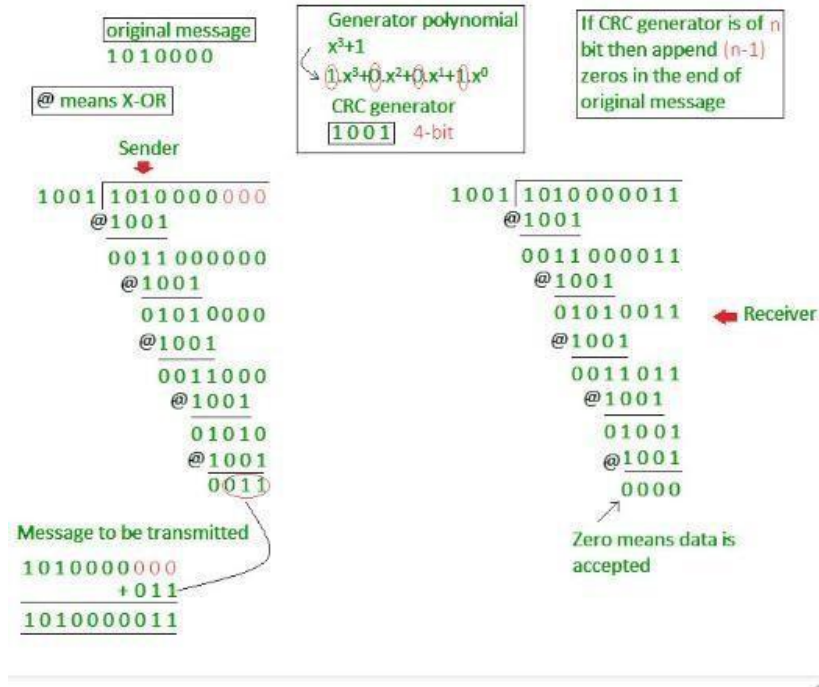 original message
1010000
@ means X-OR
Generator polynomial
x³+1
1.x³+0.x²+0.x¹+1.x⁰
CRC generator
1001 4-bit
If CRC generator is of n
bit then append (n-1)
zeros in the end of
original message
Sender
1001 1010000000
@1001
0011000000
@1001
01010000
@1001
0011000
@1001
01010
@1001
0011
Message to be transmitted
1010000000
+011
1010000011
1001 1010000011
@1001
0011000011
@1001
01010011
@1001
0011011
@1001
01001
@1001
0000
Receiver
Zero means data is
accepted